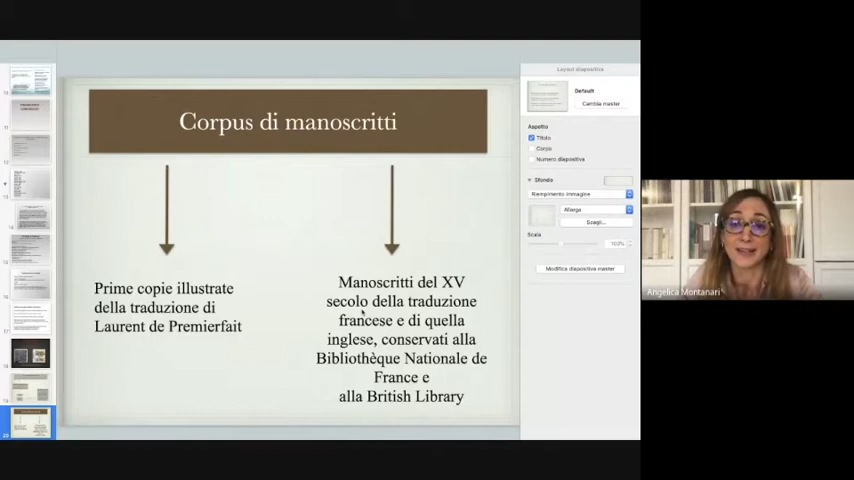 Layout diapositiva
Default
Cambia master
Corpus di manoscritti
Aspetto
Titolo
Corpo
Numero diapositiva
Sfondo
Riempimento immagine
Allarga
Scegli...
Scala
102%
Modifica diapositiva master
Prime copie illustrate
della traduzione di
Laurent de Premierfait
Manoscritti del XV
secolo della traduzione
francese e di quella
inglese, conservati alla
Bibliothèque Nationale de
France e
alla British Library
Angelica Montanari